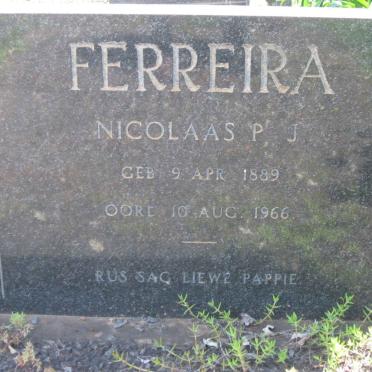 FERREIRA
NICOLAAS P J
GEB 9 APR 1889
OORL 10 AUG. 1966
RUS SAG LIEWE PAPPIE